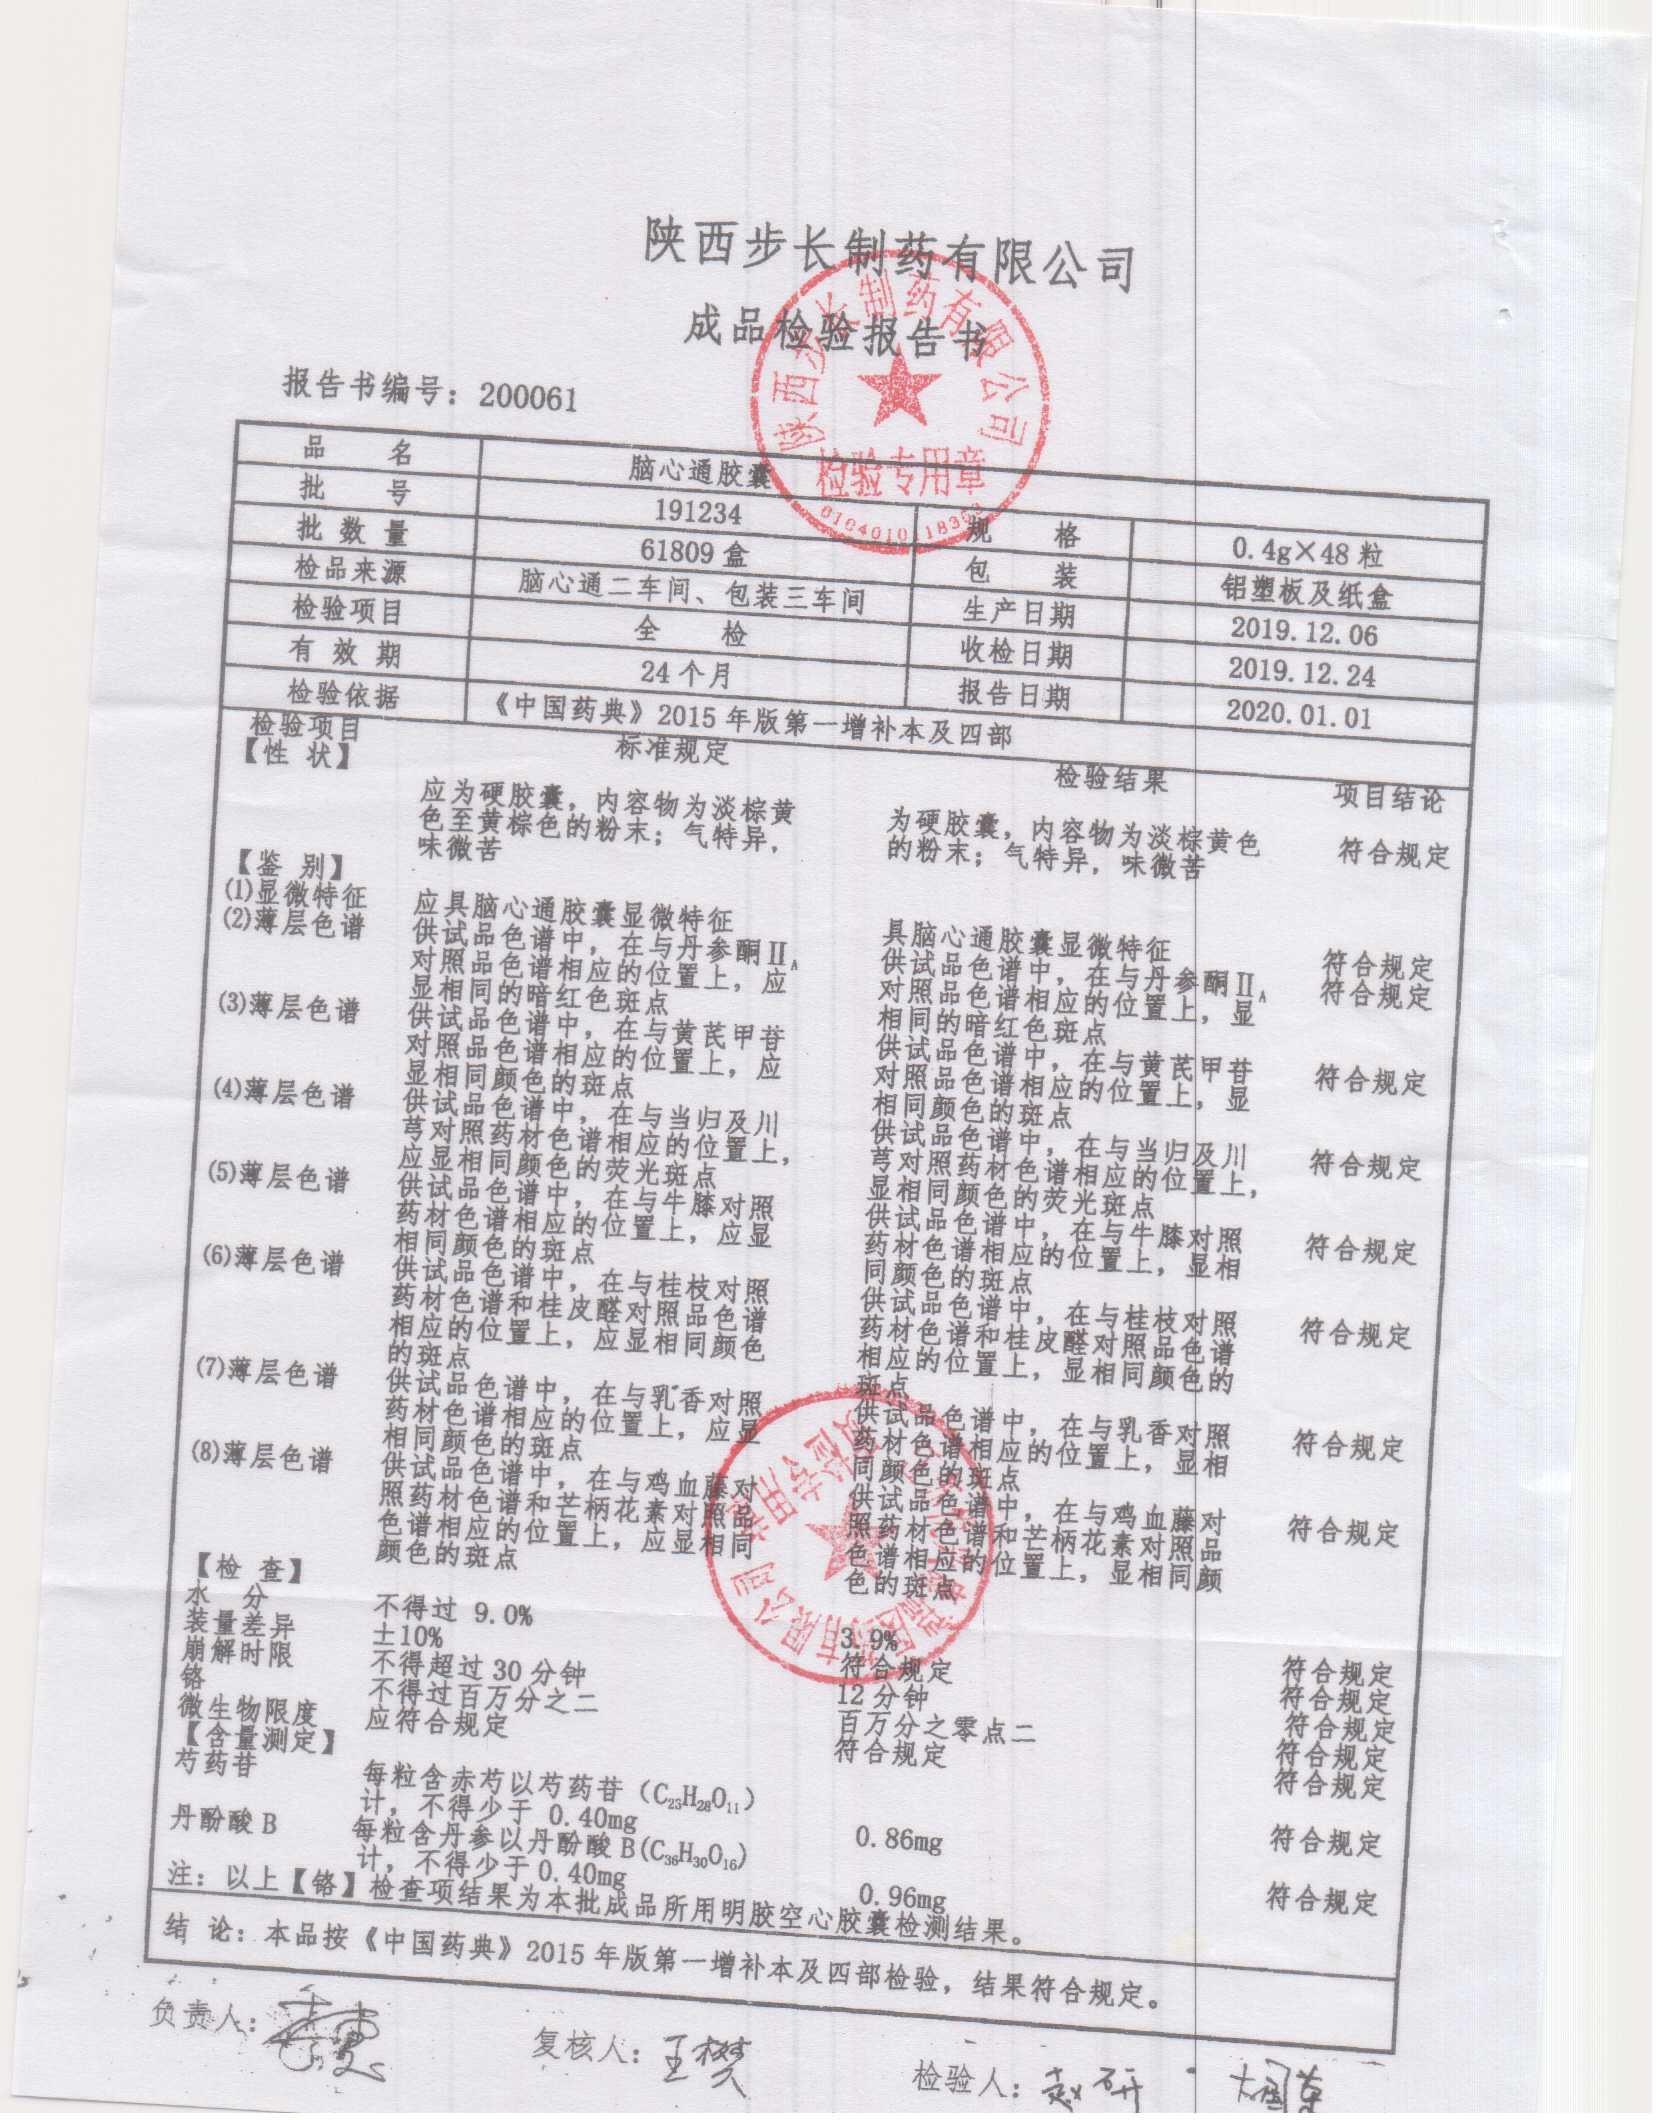 陕西步长制药有限公司
成品检验报告书
陕西步长制药有限公司
检验专用章
报告书编号：200061
品 名 脑心通胶囊
批 号 191234 规 格 0.4g×48粒
批 数 量 61809盒 包 装 铝塑板及纸盒
检品来源 脑心通二车间、包装三车间 生产日期 2019.12.06
检验项目 全 检 收检日期 2019.12.24
有 效 期 24个月 报告日期 2020.01.01
检验依据 《中国药典》2015年版第一增补本及四部
检验项目 标准规定 检验结果 项目结论
【性 状】
应为硬胶囊，内容物为淡棕黄
色至黄棕色的粉末；气特异，
味微苦
为硬胶囊，内容物为淡棕黄色
的粉末；气特异，味微苦
符合规定
【鉴 别】
(1)显微特征 应具脑心通胶囊显微特征 具脑心通胶囊显微特征 符合规定
(2)薄层色谱
供试品色谱中，在与丹参酮ⅡA
对照品色谱相应的位置上，应
显相同的暗红色斑点
供试品色谱中，在与丹参酮ⅡA
对照品色谱相应的位置上，显
相同的暗红色斑点
符合规定
(3)薄层色谱
供试品色谱中，在与黄芪甲苷
对照品色谱相应的位置上，应
显相同颜色的斑点
供试品色谱中，在与黄芪甲苷
对照品色谱相应的位置上，显
相同颜色的斑点
符合规定
(4)薄层色谱
供试品色谱中，在与当归及川
芎对照药材色谱相应的位置上，
应显相同颜色的荧光斑点
供试品色谱中，在与当归及川
芎对照药材色谱相应的位置上，
显相同颜色的荧光斑点
符合规定
(5)薄层色谱
供试品色谱中，在与牛膝对照
药材色谱相应的位置上，应显
相同颜色的斑点
供试品色谱中，在与牛膝对照
药材色谱相应的位置上，显相
同颜色的斑点
符合规定
(6)薄层色谱
供试品色谱中，在与桂枝对照
药材色谱和桂皮醛对照品色谱
相应的位置上，应显相同颜色
的斑点
供试品色谱中，在与桂枝对照
药材色谱和桂皮醛对照品色谱
相应的位置上，显相同颜色的
斑点
符合规定
(7)薄层色谱
供试品色谱中，在与乳香对照
药材色谱相应的位置上，应显
相同颜色的斑点
供试品色谱中，在与乳香对照
药材色谱相应的位置上，显相
同颜色的斑点
符合规定
(8)薄层色谱
供试品色谱中，在与鸡血藤对
照药材色谱和芒柄花素对照品
色谱相应的位置上，应显相同
颜色的斑点
供试品色谱中，在与鸡血藤对
照药材色谱和芒柄花素对照品
色谱相应的位置上，显相同颜
色的斑点
符合规定
【检 查】
水 分 不得过 9.0% 3.9% 符合规定
装量差异 ±10% 符合规定 符合规定
崩解时限 不得超过30分钟 12分钟 符合规定
铬 不得过百万分之二 百万分之零点二 符合规定
微生物限度 应符合规定 符合规定 符合规定
【含量测定】
芍药苷
每粒含赤芍以芍药苷（C23H28O11）
计，不得少于 0.40mg
0.86mg 符合规定
丹酚酸B
每粒含丹参以丹酚酸B(C36H30O16)
计，不得少于0.40mg
0.96mg 符合规定
注：以上【铬】检查项结果为本批成品所用明胶空心胶囊检测结果。
结 论：本品按《中国药典》2015年版第一增补本及四部检验，结果符合规定。
负责人： 复核人：王 检验人：赵研